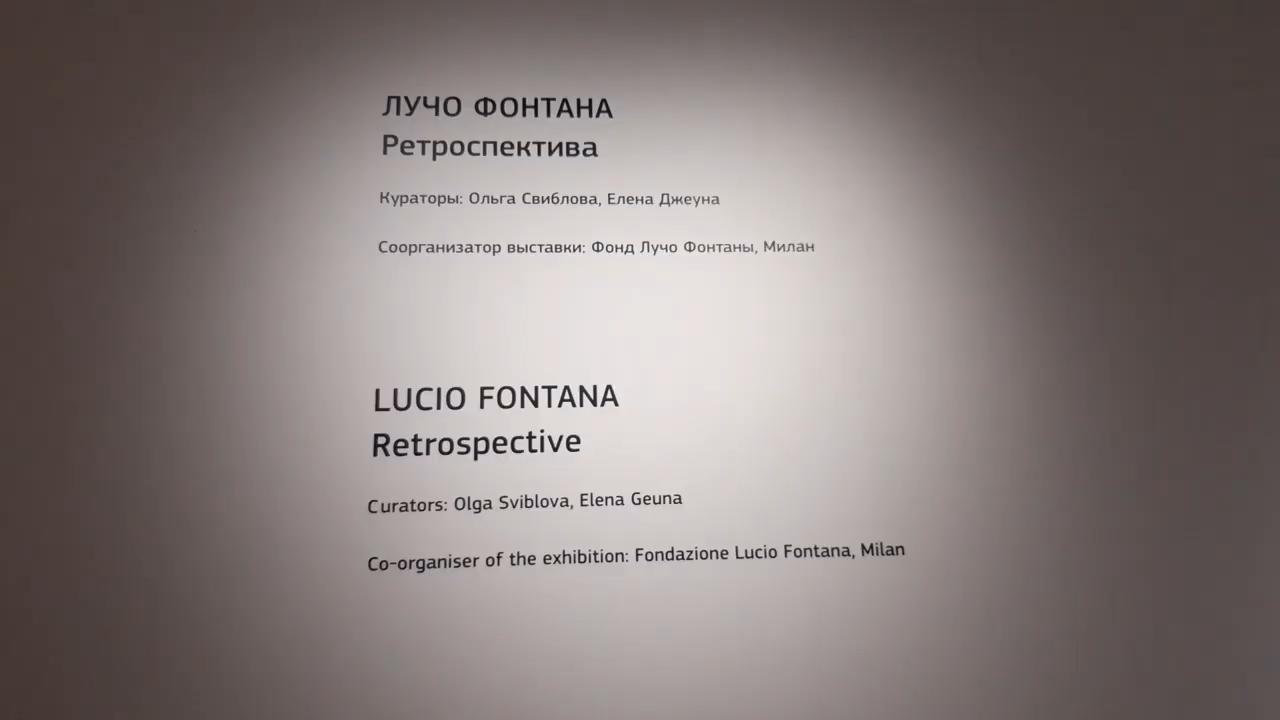 ЛУЧО ФОНТАНА
Ретроспектива
Кураторы: Ольга Свиблова, Елена Джеуна
Соорганизатор выставки: Фонд Лучо Фонтаны, Милан
LUCIO FONTANA
Retrospective
Curators: Olga Sviblova, Elena Geuna
Co-organiser of the exhibition: Fondazione Lucio Fontana, Milan